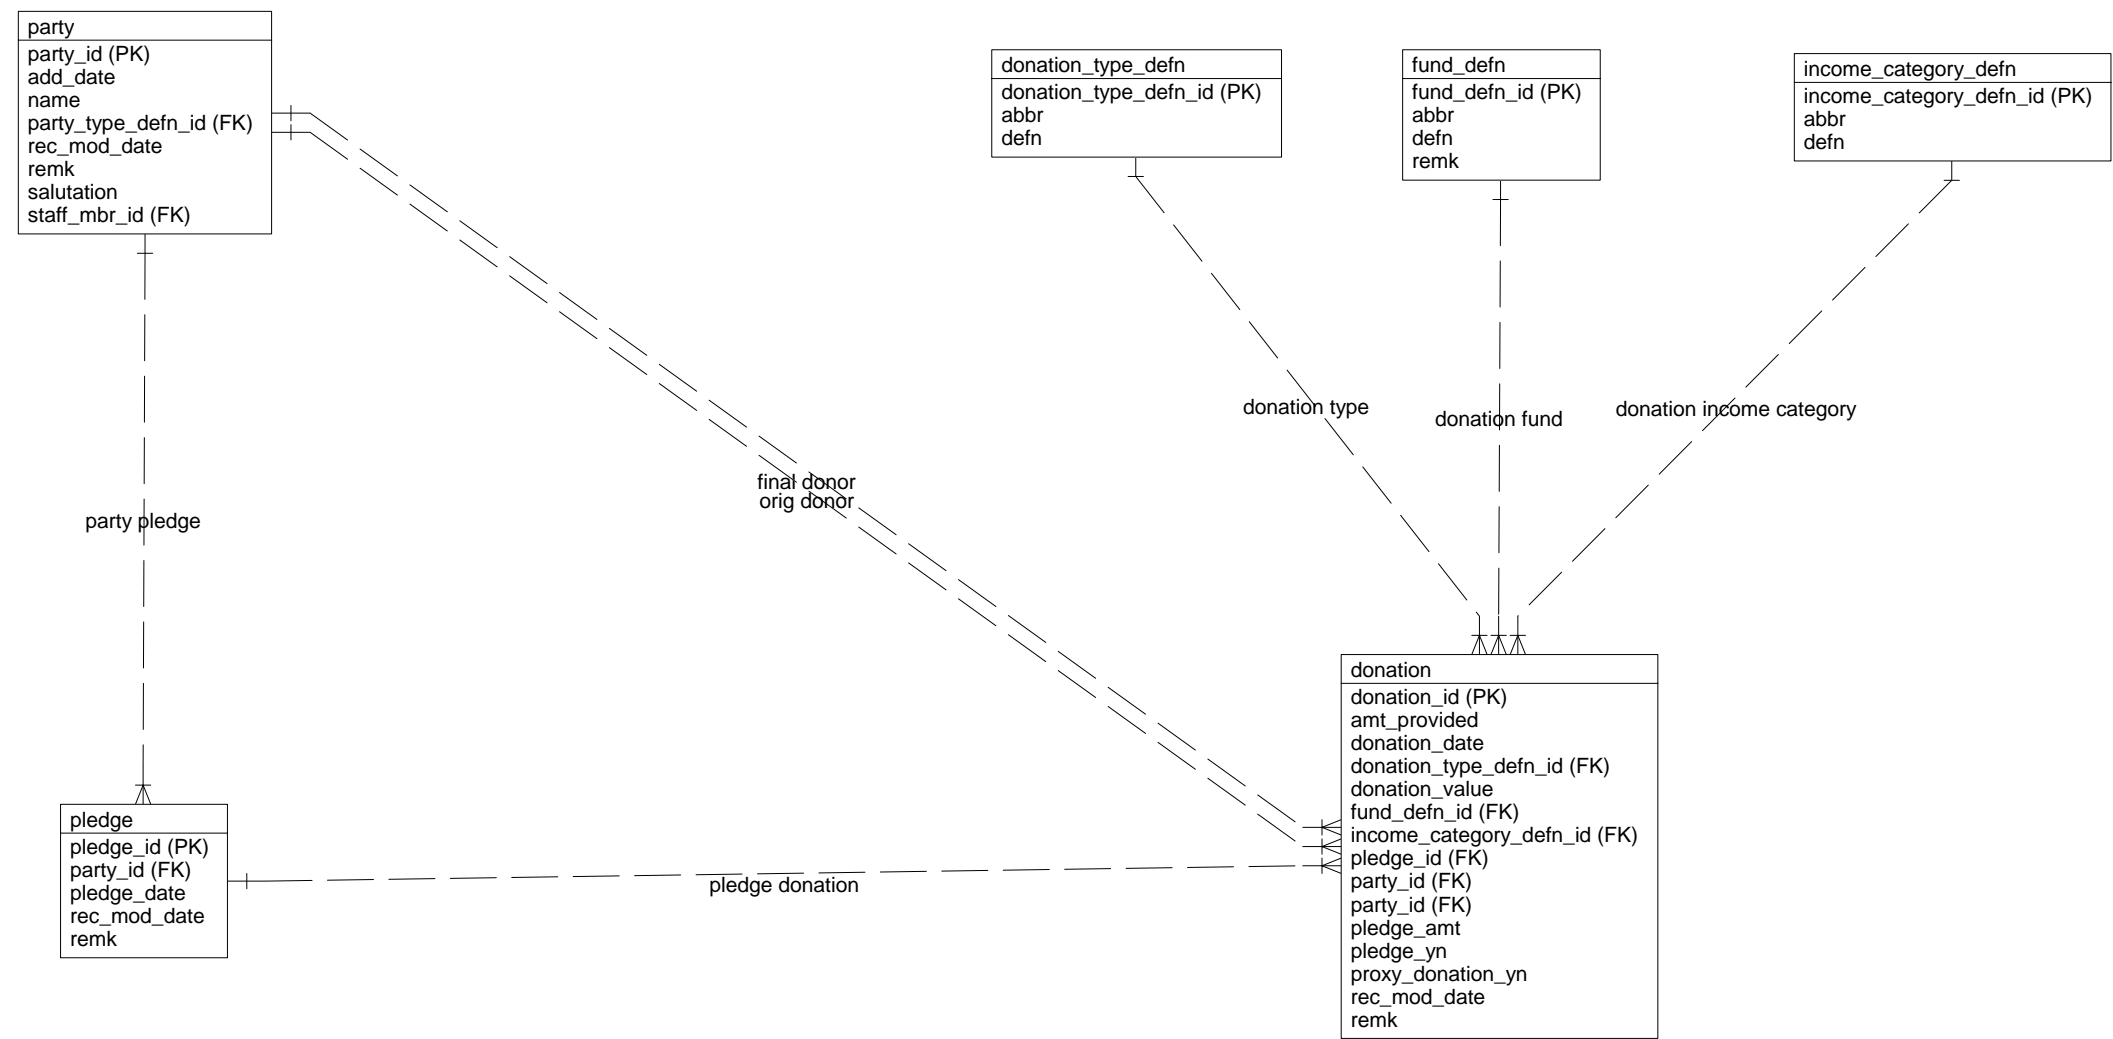 party
party_id (PK)
add_date
name
party_type_defn_id (FK)
rec_mod_date
remk
salutation
staff_mbr_id (FK)
donation_type_defn
donation_type_defn_id (PK)
abbr
defn
fund_defn
fund_defn_id (PK)
abbr
defn
remk
income_category_defn
income_category_defn_id (PK)
abbr
defn
donation type
donation fund
donation income category
final donor
orig donor
party pledge
pledge
pledge_id (PK)
party_id (FK)
pledge_date
rec_mod_date
remk
pledge donation
donation
donation_id (PK)
amt_provided
donation_date
donation_type_defn_id (FK)
donation_value
fund_defn_id (FK)
income_category_defn_id (FK)
pledge_id (FK)
party_id (FK)
party_id (FK)
pledge_amt
pledge_yn
proxy_donation_yn
rec_mod_date
remk